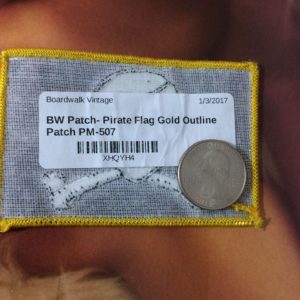 Boardwalk Vintage 1/3/2017
BW Patch- Pirate Flag Gold Outline
Patch PM-507
XHQYH4